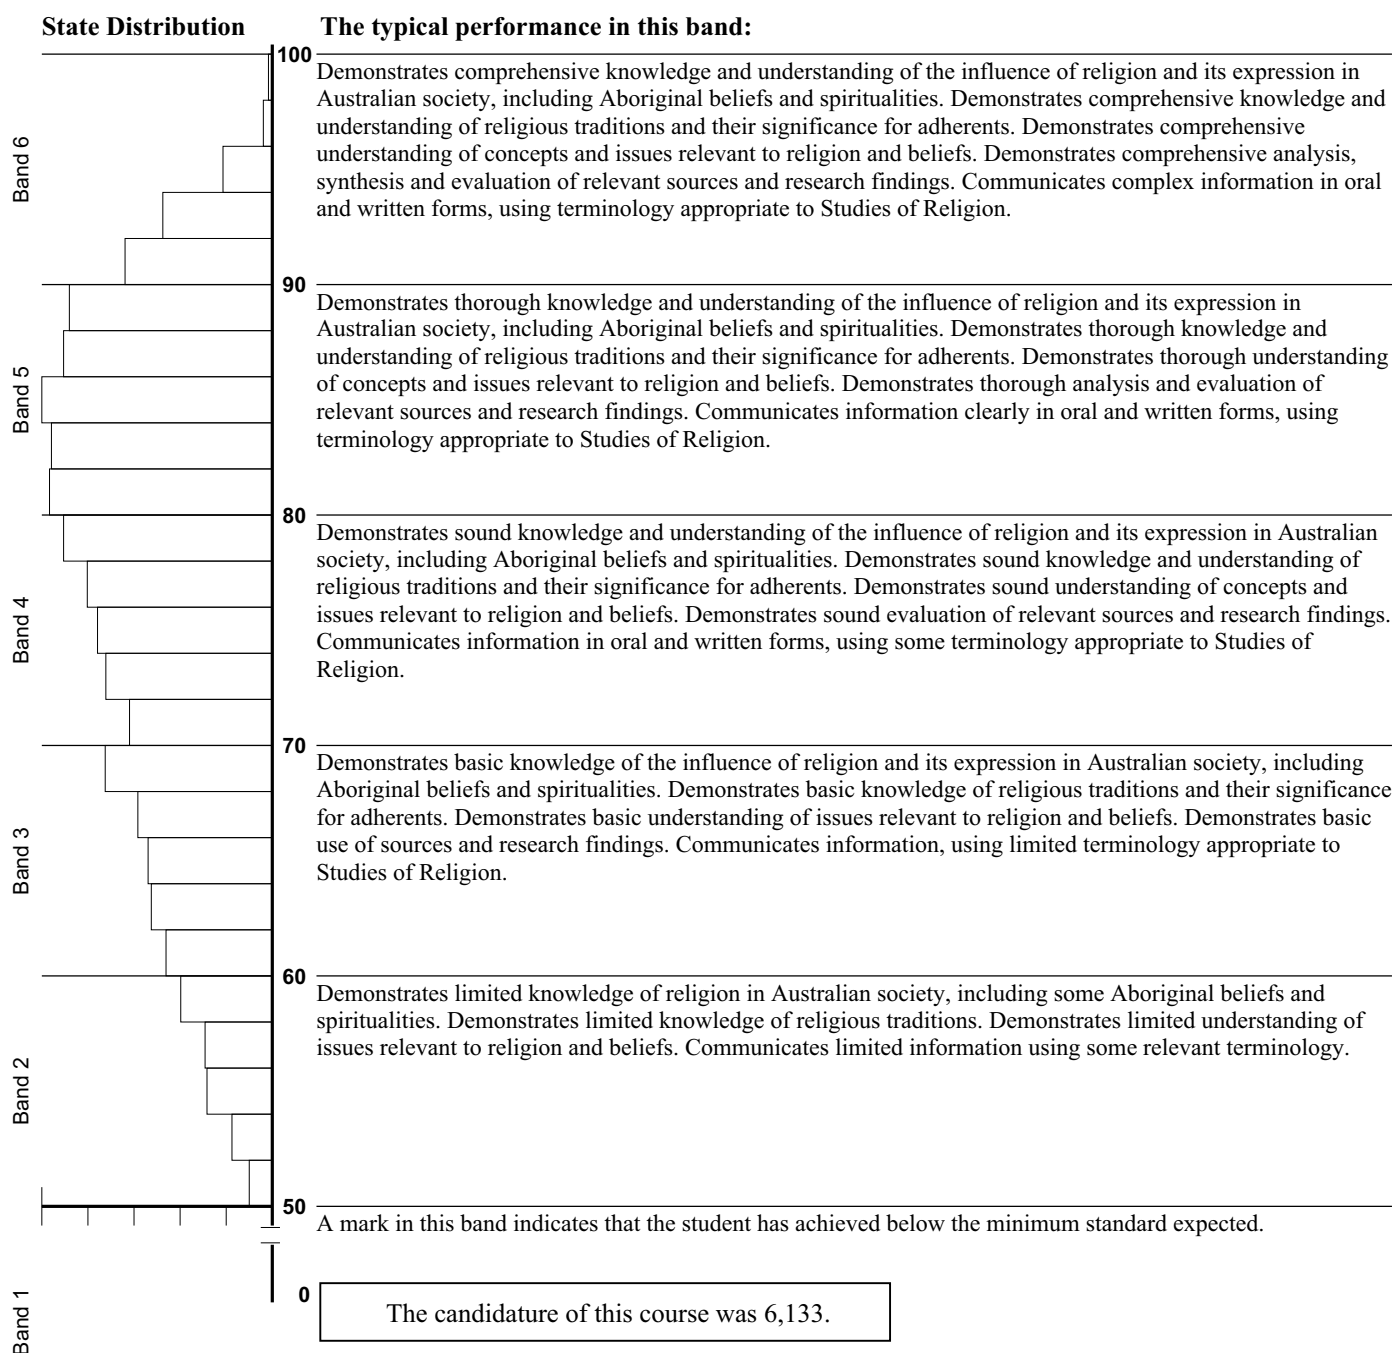 State Distribution
The typical performance in this band:
100
Demonstrates comprehensive knowledge and understanding of the influence of religion and its expression in
Australian society, including Aboriginal beliefs and spiritualities. Demonstrates comprehensive knowledge and
understanding of religious traditions and their significance for adherents. Demonstrates comprehensive
understanding of concepts and issues relevant to religion and beliefs. Demonstrates comprehensive analysis,
synthesis and evaluation of relevant sources and research findings. Communicates complex information in oral
and written forms, using terminology appropriate to Studies of Religion.
Band 6
90
Demonstrates thorough knowledge and understanding of the influence of religion and its expression in
Australian society, including Aboriginal beliefs and spiritualities. Demonstrates thorough knowledge and
understanding of religious traditions and their significance for adherents. Demonstrates thorough understanding
of concepts and issues relevant to religion and beliefs. Demonstrates thorough analysis and evaluation of
relevant sources and research findings. Communicates information clearly in oral and written forms, using
terminology appropriate to Studies of Religion.
Band 5
80
Demonstrates sound knowledge and understanding of the influence of religion and its expression in Australian
society, including Aboriginal beliefs and spiritualities. Demonstrates sound knowledge and understanding of
religious traditions and their significance for adherents. Demonstrates sound understanding of concepts and
issues relevant to religion and beliefs. Demonstrates sound evaluation of relevant sources and research findings.
Communicates information in oral and written forms, using some terminology appropriate to Studies of
Religion.
Band 4
70
Demonstrates basic knowledge of the influence of religion and its expression in Australian society, including
Aboriginal beliefs and spiritualities. Demonstrates basic knowledge of religious traditions and their significance
for adherents. Demonstrates basic understanding of issues relevant to religion and beliefs. Demonstrates basic
use of sources and research findings. Communicates information, using limited terminology appropriate to
Studies of Religion.
Band 3
60
Demonstrates limited knowledge of religion in Australian society, including some Aboriginal beliefs and
spiritualities. Demonstrates limited knowledge of religious traditions. Demonstrates limited understanding of
issues relevant to religion and beliefs. Communicates limited information using some relevant terminology.
Band 2
50
A mark in this band indicates that the student has achieved below the minimum standard expected.
Band 1
0
The candidature of this course was 6,133.